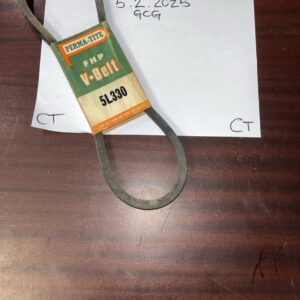 5.2.2025
GCG
PERMA-TITE
FHP
V-Belt
5L330
CT
CT